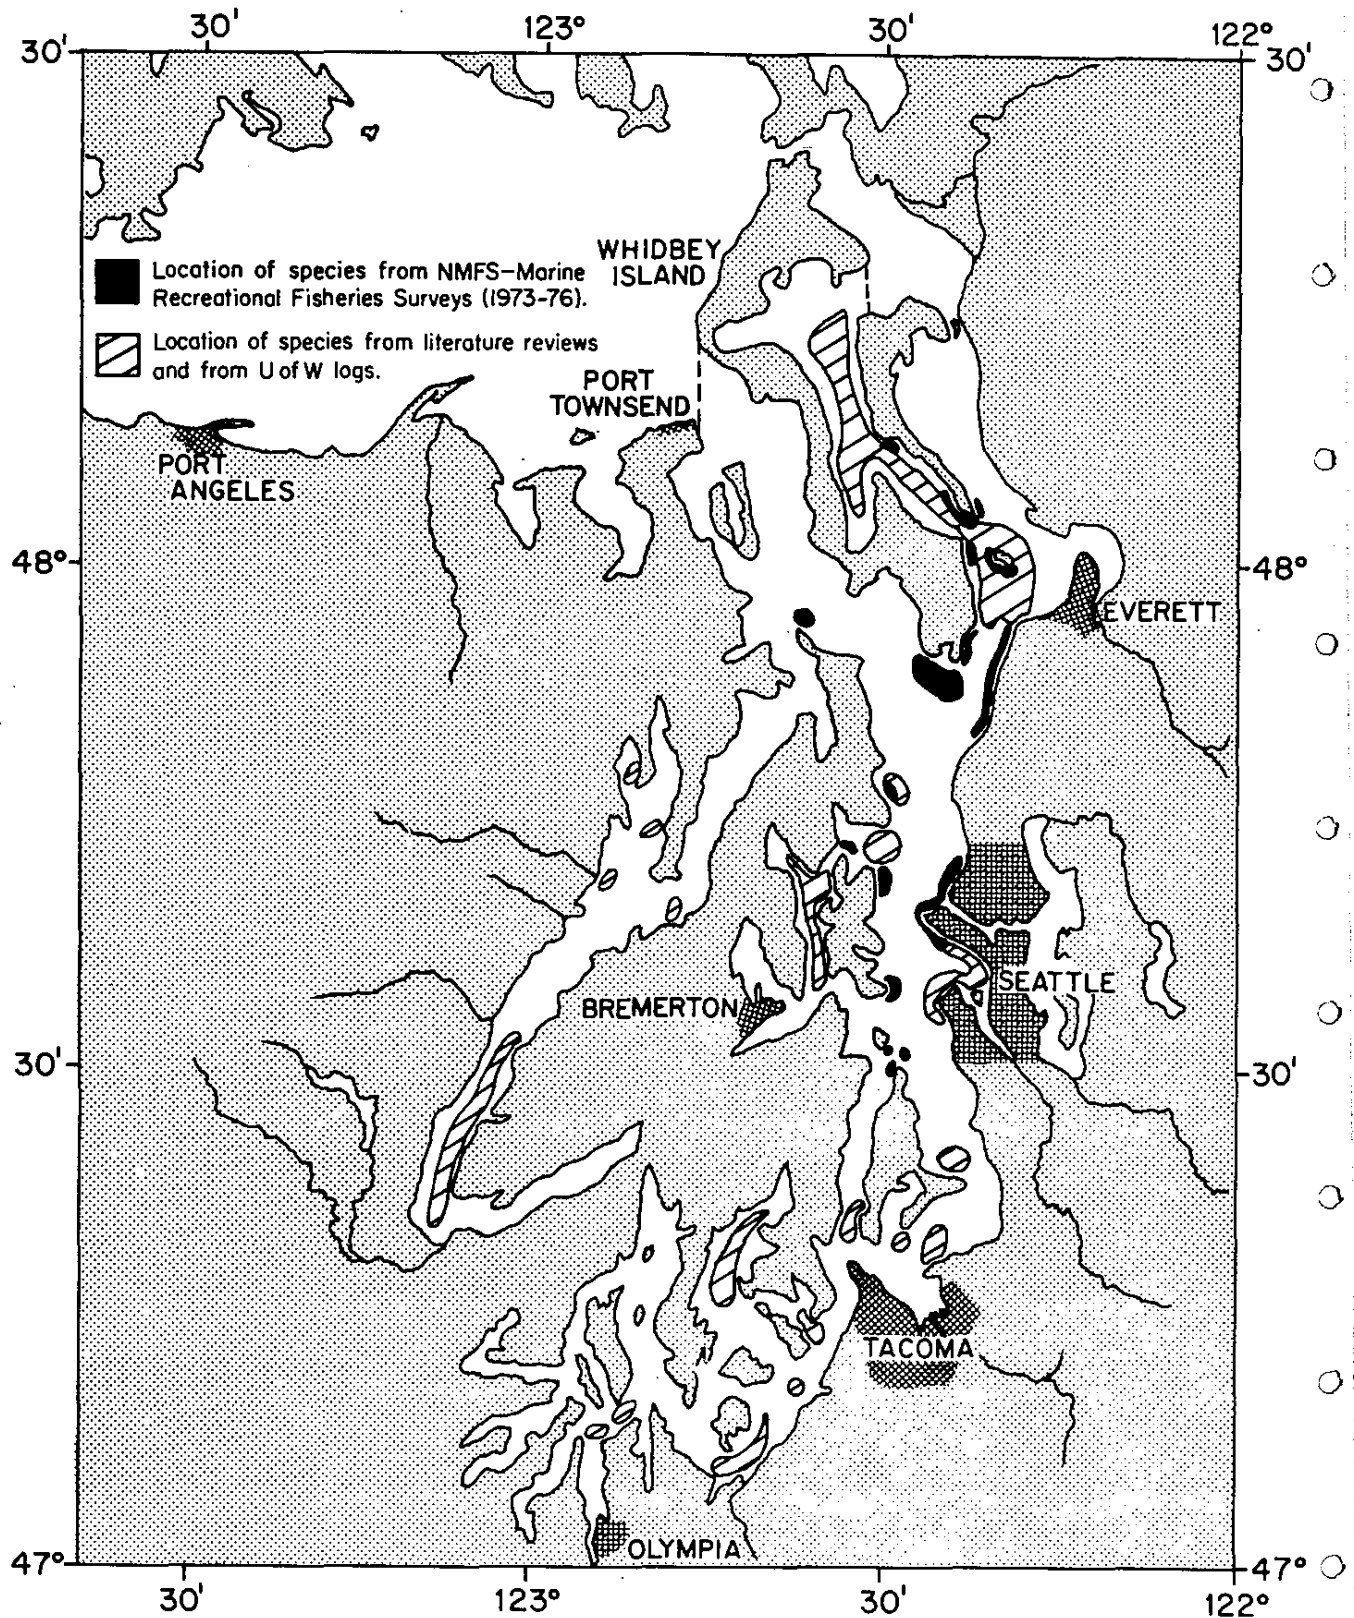 30' 123° 30' 122°
30' 30'
WHIDBEY
ISLAND
Location of species from NMFS-Marine
Recreational Fisheries Surveys (1973-76).
Location of species from literature reviews
and from U of W logs.
PORT
TOWNSEND
PORT
ANGELES
48° 48°
EVERETT
SEATTLE
BREMERTON
30' 30'
TACOMA
OLYMPIA
47° 47°
30' 123° 30' 122°